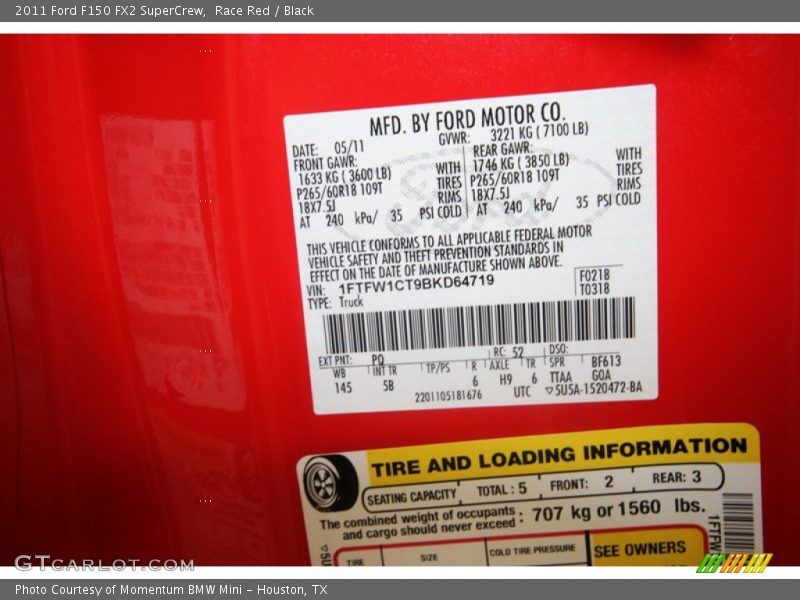 2011 Ford F150 FX2 SuperCrew,  Race Red / Black
MFD. BY FORD MOTOR CO.
DATE: 05/11 GVWR: 3221 KG ( 7100 LB)
FRONT GAWR: REAR GAWR:
1633 KG ( 3600 LB) WITH 1746 KG ( 3850 LB) WITH
P265/60R18 109T TIRES P265/60R18 109T TIRES
18X7.5J RIMS 18X7.5J RIMS
AT 240 kPa/ 35 PSI COLD AT 240 kPa/ 35 PSI COLD
THIS VEHICLE CONFORMS TO ALL APPLICABLE FEDERAL MOTOR
VEHICLE SAFETY AND THEFT PREVENTION STANDARDS IN
EFFECT ON THE DATE OF MANUFACTURE SHOWN ABOVE.
VIN: 1FTFW1CT9BKD64719 F0218
TYPE: Truck T0318
EXT PNT: PQ RC: 52 DSO:
WB INT TR TP/PS R AXLE TR SPR BF613
145 5B 6 H9 6 TTAA GOA
2201105181676 UTC ▽5U5A-1520472-BA
TIRE AND LOADING INFORMATION
SEATING CAPACITY TOTAL : 5 FRONT: 2 REAR: 3
The combined weight of occupants : 707 kg or 1560 lbs.
and cargo should never exceed
TIRE SIZE COLD TIRE PRESSURE SEE OWNERS
▽5U
1FTFW
GTcarlot.com
Photo Courtesy of Momentum BMW Mini - Houston, TX